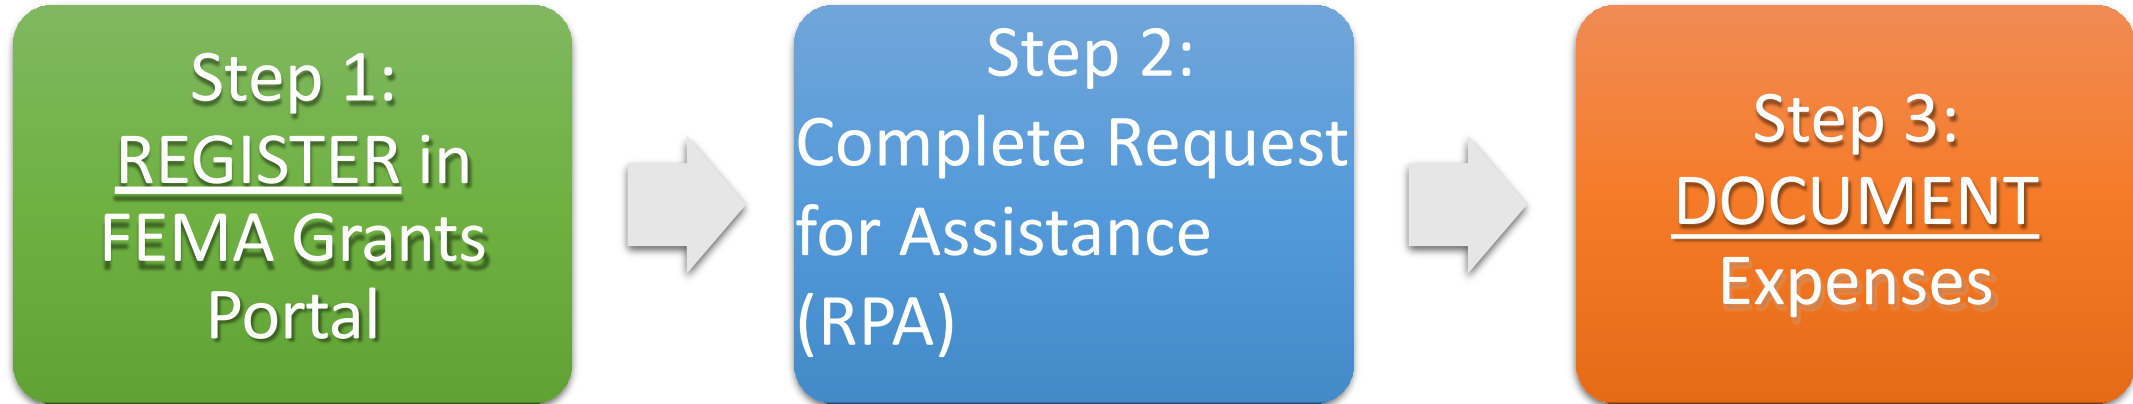 Step 1:
REGISTER in
FEMA Grants
Portal
Step 2:
Complete Request
for Assistance
(RPA)
Step 3:
DOCUMENT
Expenses